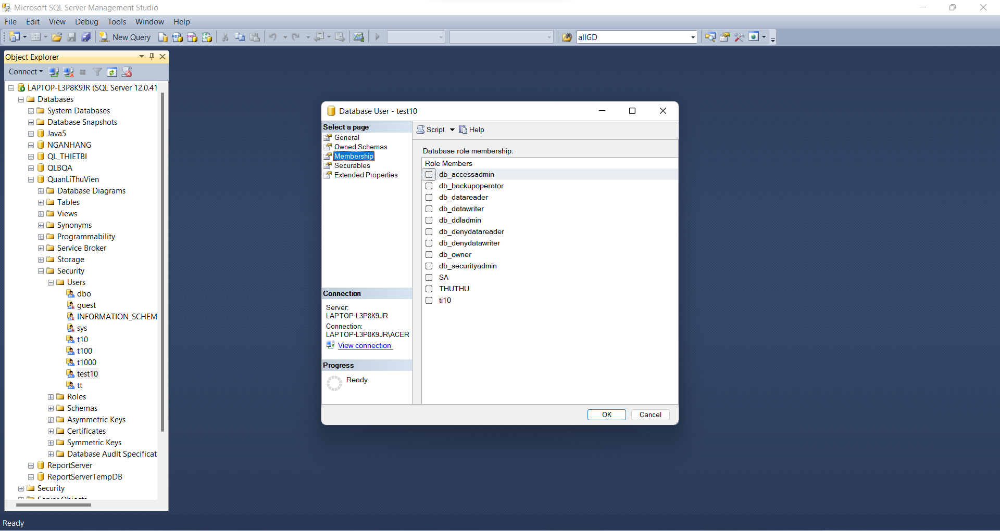 Microsoft SQL Server Management Studio
File Edit View Debug Tools Window Help
New Query
allGD
Object Explorer
Connect
LAPTOP-L3P8K9JR (SQL Server 12.0.41
Databases
System Databases
Database Snapshots
Java5
NGANHANG
QL_THIETBI
QLBQA
QuanLiThuVien
Database Diagrams
Tables
Views
Synonyms
Programmability
Service Broker
Storage
Security
Users
dbo
guest
INFORMATION_SCHEM
sys
t10
t100
t1000
test10
tt
Roles
Schemas
Asymmetric Keys
Certificates
Symmetric Keys
Database Audit Specificat
ReportServer
ReportServerTempDB
Security
Server Objects
Database User - test10
Select a page
General
Owned Schemas
Membership
Securables
Extended Properties
Connection
Server:
LAPTOP-L3P8K9JR
Connection:
LAPTOP-L3P8K9JR\ACER
View connection
Progress
Ready
Script Help
Database role membership:
Role Members
db_accessadmin
db_backupoperator
db_datareader
db_datawriter
db_ddladmin
db_denydatareader
db_denydatawriter
db_owner
db_securityadmin
SA
THUTHU
ti10
OK Cancel
Ready